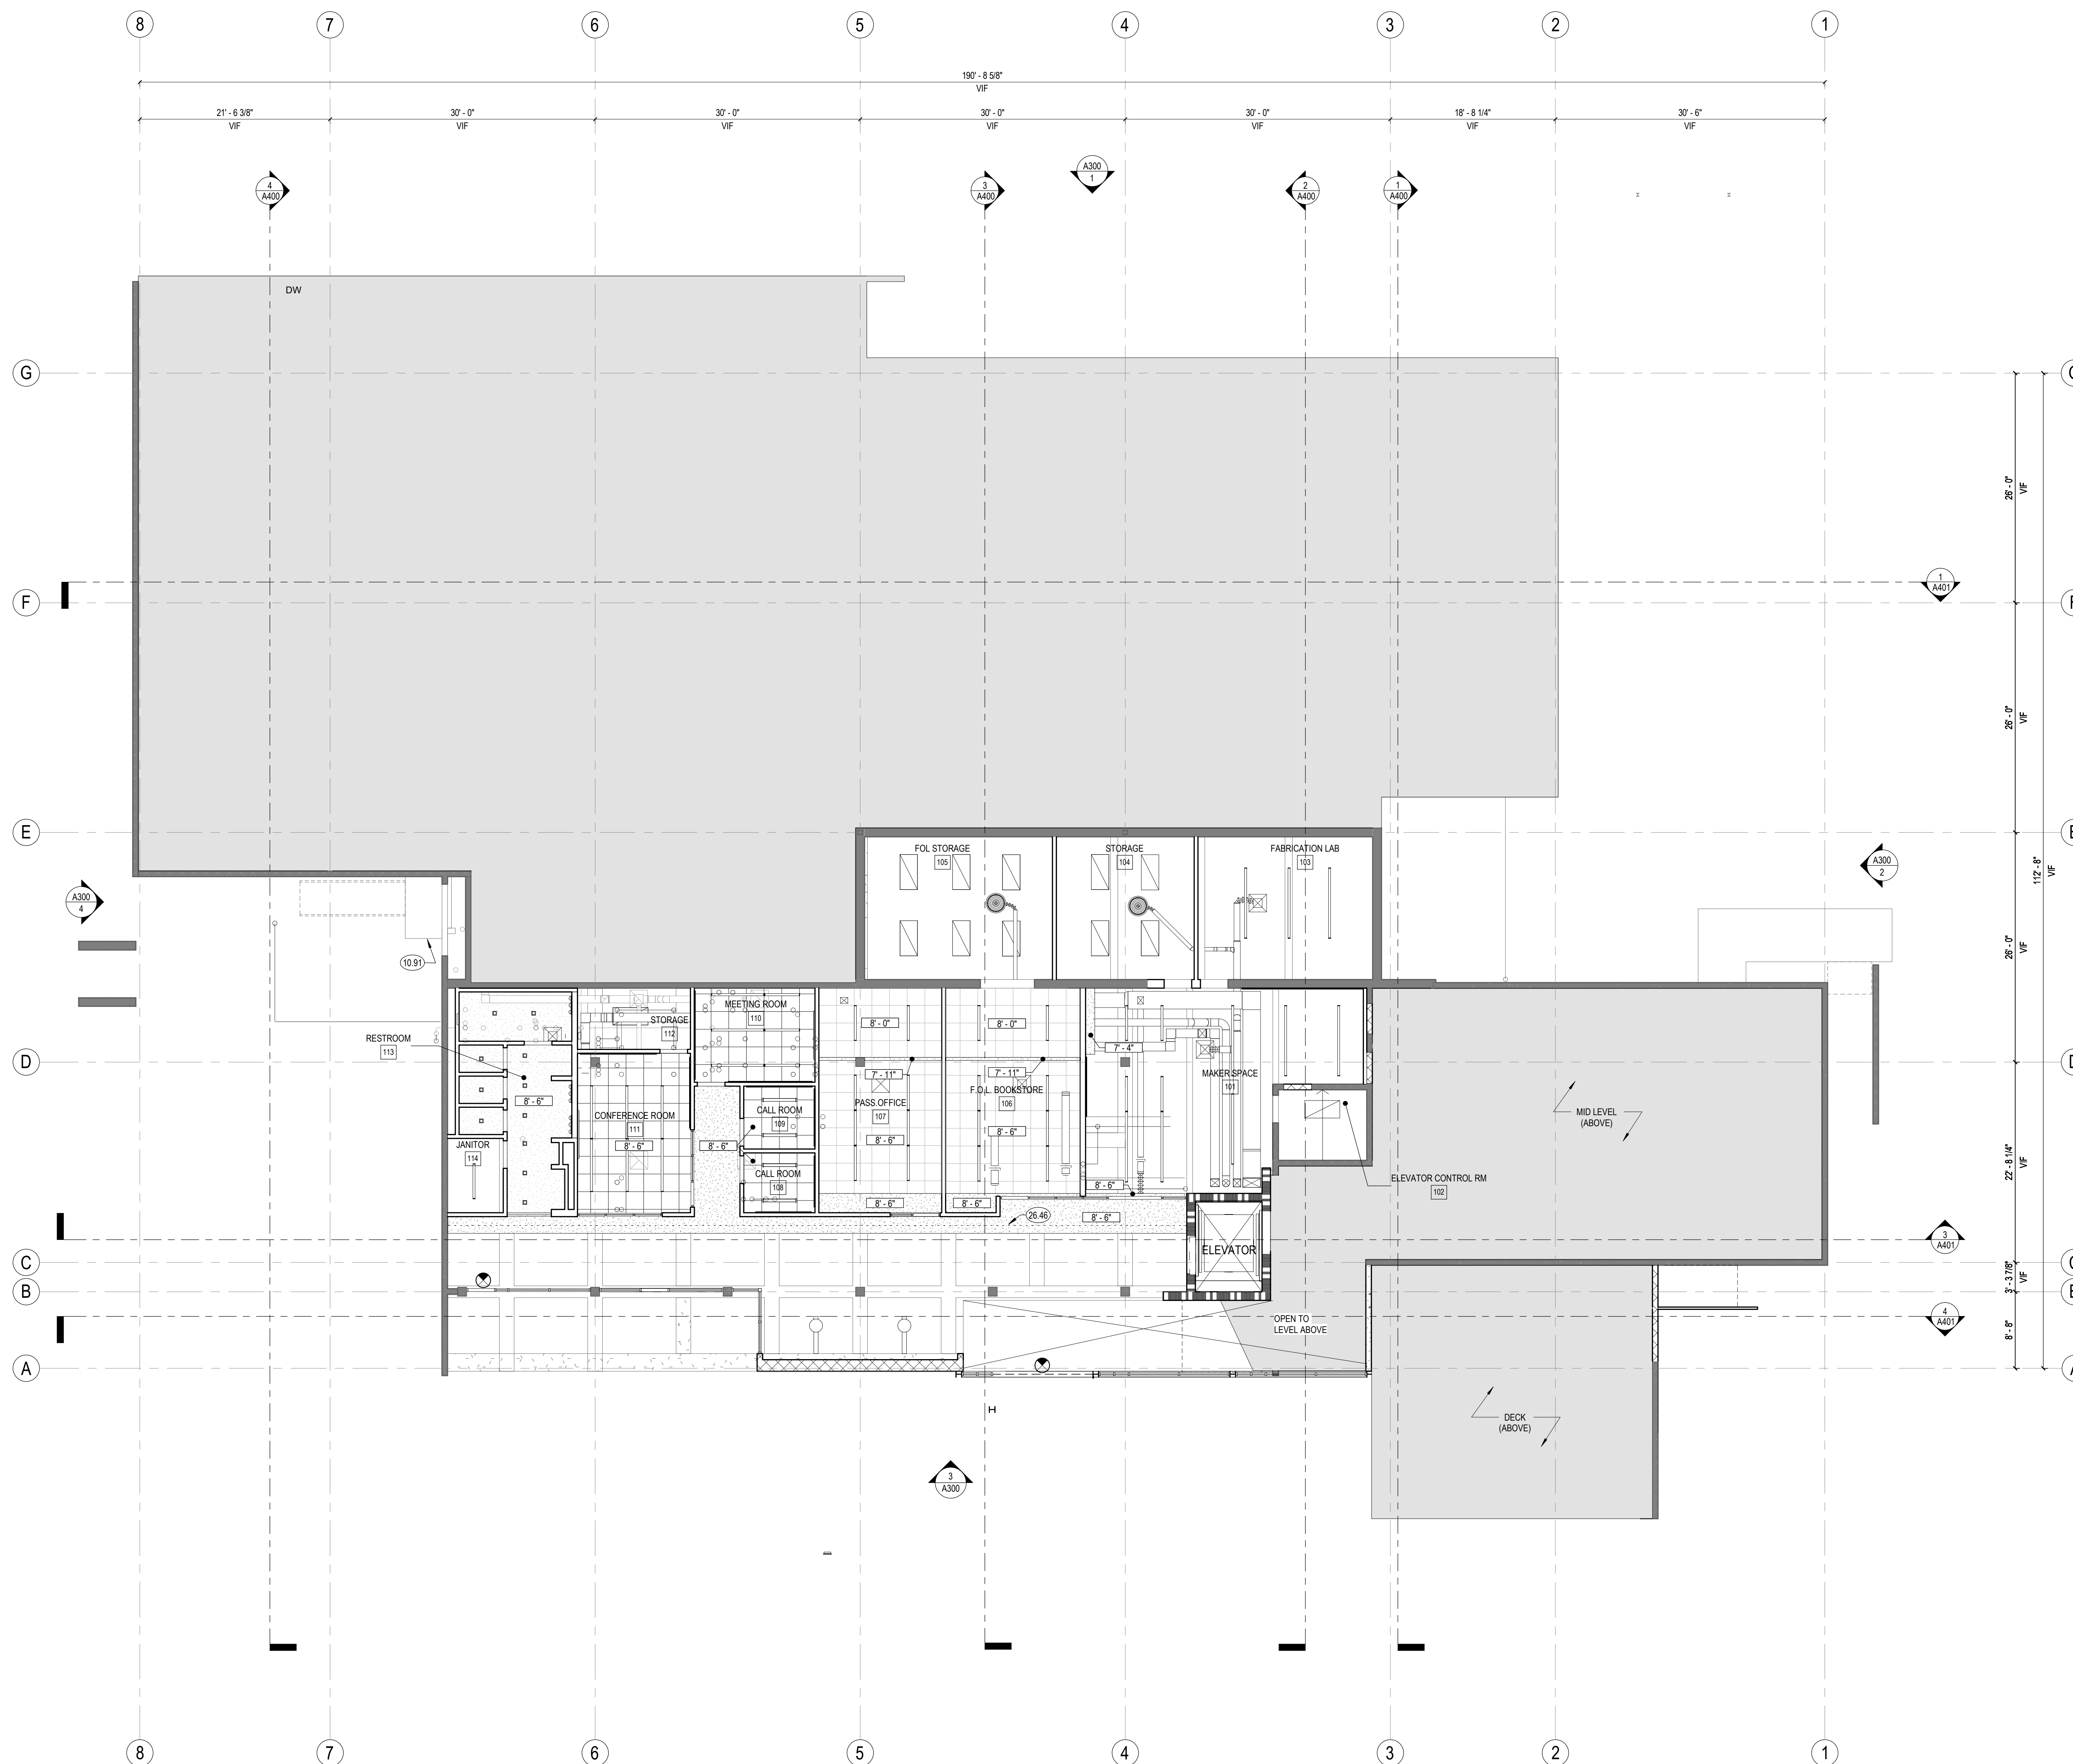 8 7 6 5 4 3 2 1
190' - 8 5/8"
VIF
21' - 6 3/8" 30' - 0" 30' - 0" 30' - 0" 30' - 0" 18' - 8 1/4" 30' - 6"
VIF VIF VIF VIF VIF VIF VIF
A300
1
4
A400
3
A400
2
A400
1
A400
DW
G
26' - 0"
VIF
1
A401
F
26' - 0"
VIF
E
FOL STORAGE
105
STORAGE
104
FABRICATION LAB
103
A300
2
112' - 8"
VIF
26' - 0"
VIF
A300
4
10.91
MEETING ROOM
110
STORAGE
112
8' - 0"
8' - 0"
RESTROOM
113
7' - 4"
D
D
7' - 11"
7' - 11"
MAKER SPACE
101
F.O.L. BOOKSTORE
106
8' - 6"
PASS.OFFICE
107
CALL ROOM
109
CONFERENCE ROOM
111
8' - 6"
8' - 6"
8' - 6"
8' - 6"
JANITOR
114
MID LEVEL
(ABOVE)
22' - 8 1/4"
VIF
CALL ROOM
108
ELEVATOR CONTROL RM
102
8' - 6"
8' - 6"
8' - 6"
26.46
8' - 6"
3
A401
ELEVATOR
C
3' - 3 7/8"
VIF
B
OPEN TO
LEVEL ABOVE
4
A401
8' - 8"
A
DECK
(ABOVE)
3
A300
8 7 6 5 4 3 2 1